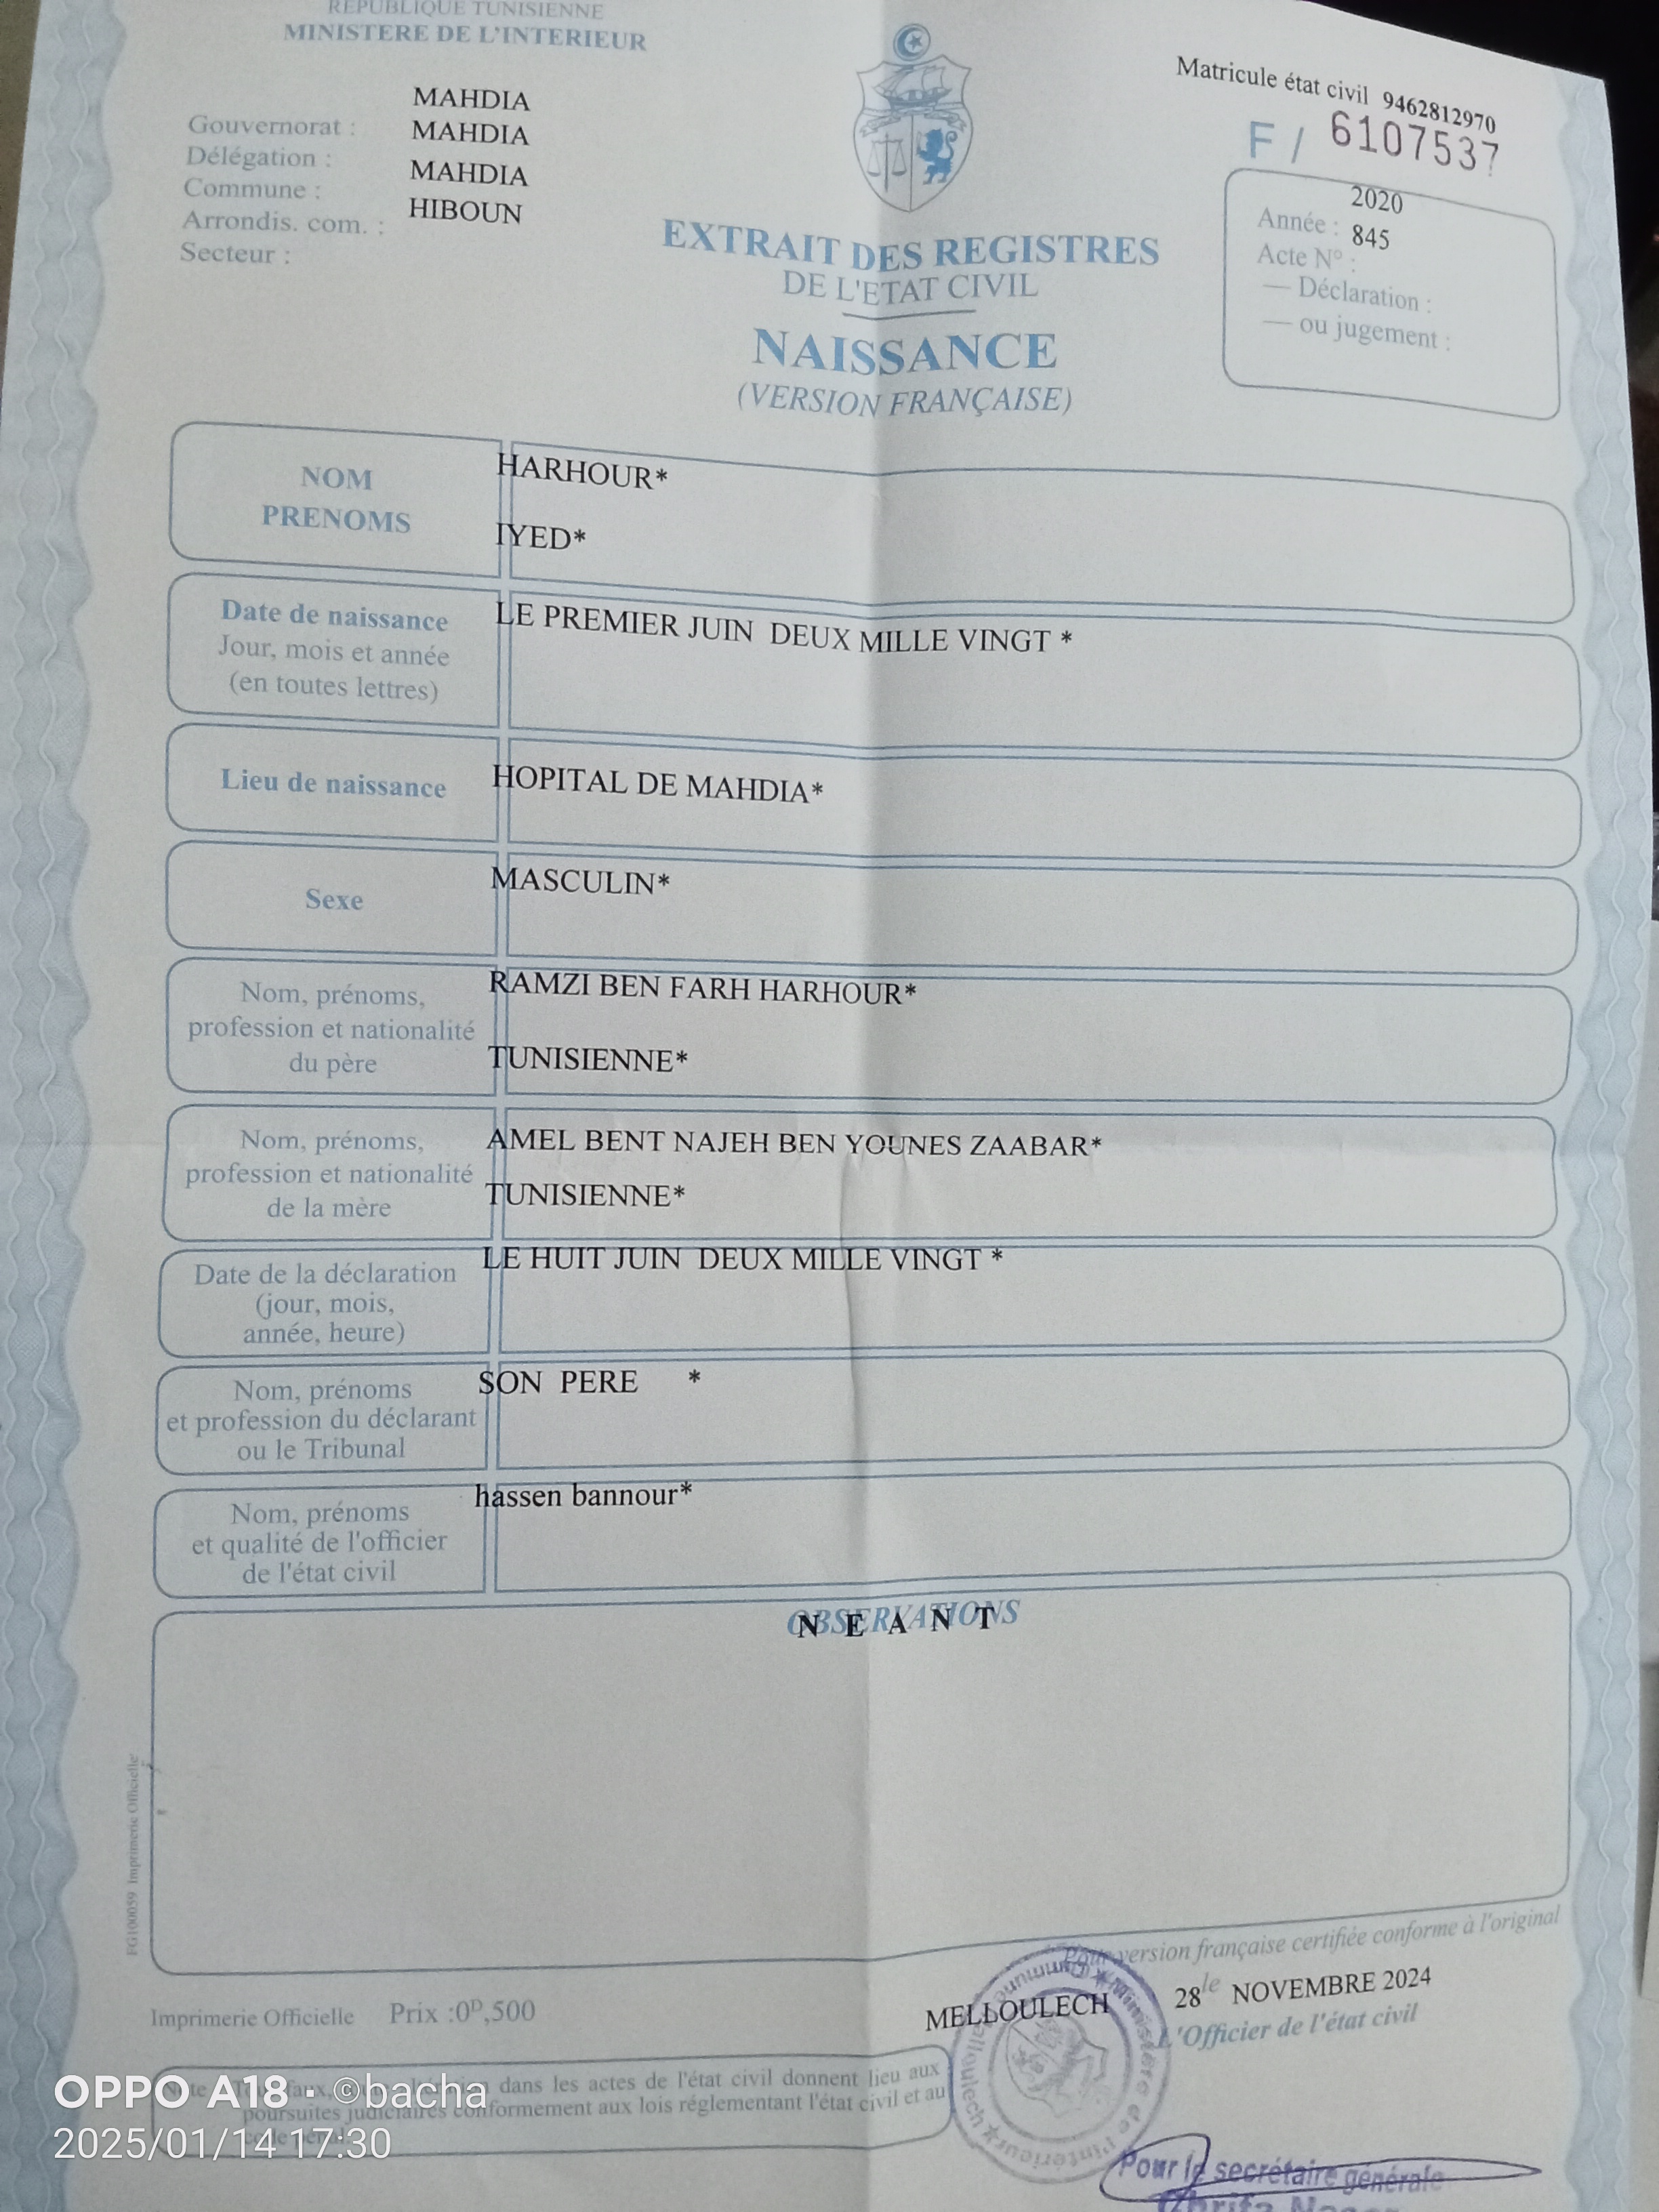 REPUBLIQUE TUNISIENNE
MINISTERE DE L'INTERIEUR
Matricule état civil 9462812970
F / 6107537
MAHDIA
Gouvernorat : MAHDIA
Délégation : MAHDIA
Commune : HIBOUN
Arrondis. com. :
Secteur :
2020
Année : 845
Acte N° :
— Déclaration :
— ou jugement :
EXTRAIT DES REGISTRES
DE L'ETAT CIVIL
NAISSANCE
(VERSION FRANÇAISE)
NOM HARHOUR*
PRENOMS IYED*
Date de naissance LE PREMIER JUIN DEUX MILLE VINGT *
Jour, mois et année
(en toutes lettres)
Lieu de naissance HOPITAL DE MAHDIA*
Sexe MASCULIN*
Nom, prénoms, RAMZI BEN FARH HARHOUR*
profession et nationalité
du père TUNISIENNE*
Nom, prénoms, AMEL BENT NAJEH BEN YOUNES ZAABAR*
profession et nationalité TUNISIENNE*
de la mère
Date de la déclaration LE HUIT JUIN DEUX MILLE VINGT *
(jour, mois,
année, heure)
Nom, prénoms SON PERE *
et profession du déclarant
ou le Tribunal
Nom, prénoms hassen bannour*
et qualité de l'officier
de l'état civil
OBSERVATIONS
N E A N T
FG100059 Imprimerie Officielle
Pour version française certifiée conforme à l'original
MELLOULECH 28 le NOVEMBRE 2024
L'Officier de l'état civil
Imprimerie Officielle Prix :0ᴰ,500
dans les actes de l'état civil donnent lieu aux
poursuites judiciaires conformement aux lois réglementant l'état civil et au
Ministère de l'intérieur
Pour le secrétaire générale
OPPO A18 · ©bacha
2025/01/14 17:30